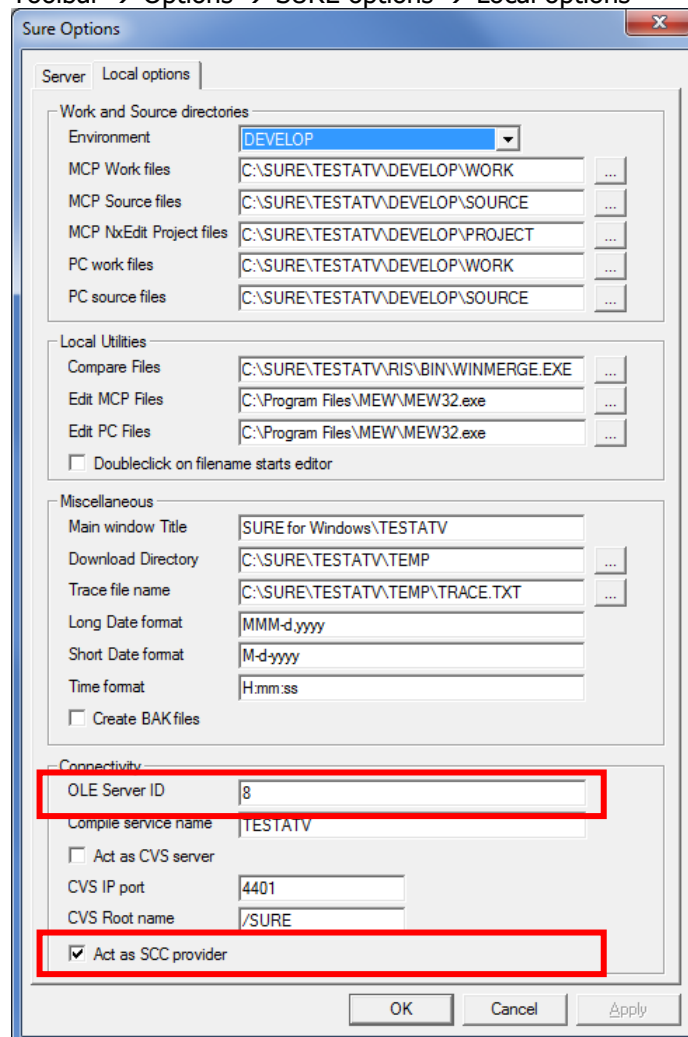 Toolbar → Options → SURE options → Local options
Sure Options
x
Server Local options
Work and Source directories
Environment DEVELOP
MCP Work files C:\SURE\TESTATV\DEVELOP\WORK ...
MCP Source files C:\SURE\TESTATV\DEVELOP\SOURCE ...
MCP NxEdit Project files C:\SURE\TESTATV\DEVELOP\PROJECT ...
PC work files C:\SURE\TESTATV\DEVELOP\WORK ...
PC source files C:\SURE\TESTATV\DEVELOP\SOURCE ...
Local Utilities
Compare Files C:\SURE\TESTATV\RIS\BIN\WINMERGE.EXE ...
Edit MCP Files C:\Program Files\MEW\MEW32.exe ...
Edit PC Files C:\Program Files\MEW\MEW32.exe ...
Doubleclick on filename starts editor
Miscellaneous
Main window Title SURE for Windows\TESTATV
Download Directory C:\SURE\TESTATV\TEMP ...
Trace file name C:\SURE\TESTATV\TEMP\TRACE.TXT ...
Long Date format MMM-d,yyyy
Short Date format M-d-yyyy
Time format H:mm:ss
Create BAK files
Connectivity
OLE Server ID 8
Compile service name TESTATV
Act as CVS server
CVS IP port 4401
CVS Root name /SURE
Act as SCC provider
OK Cancel Apply